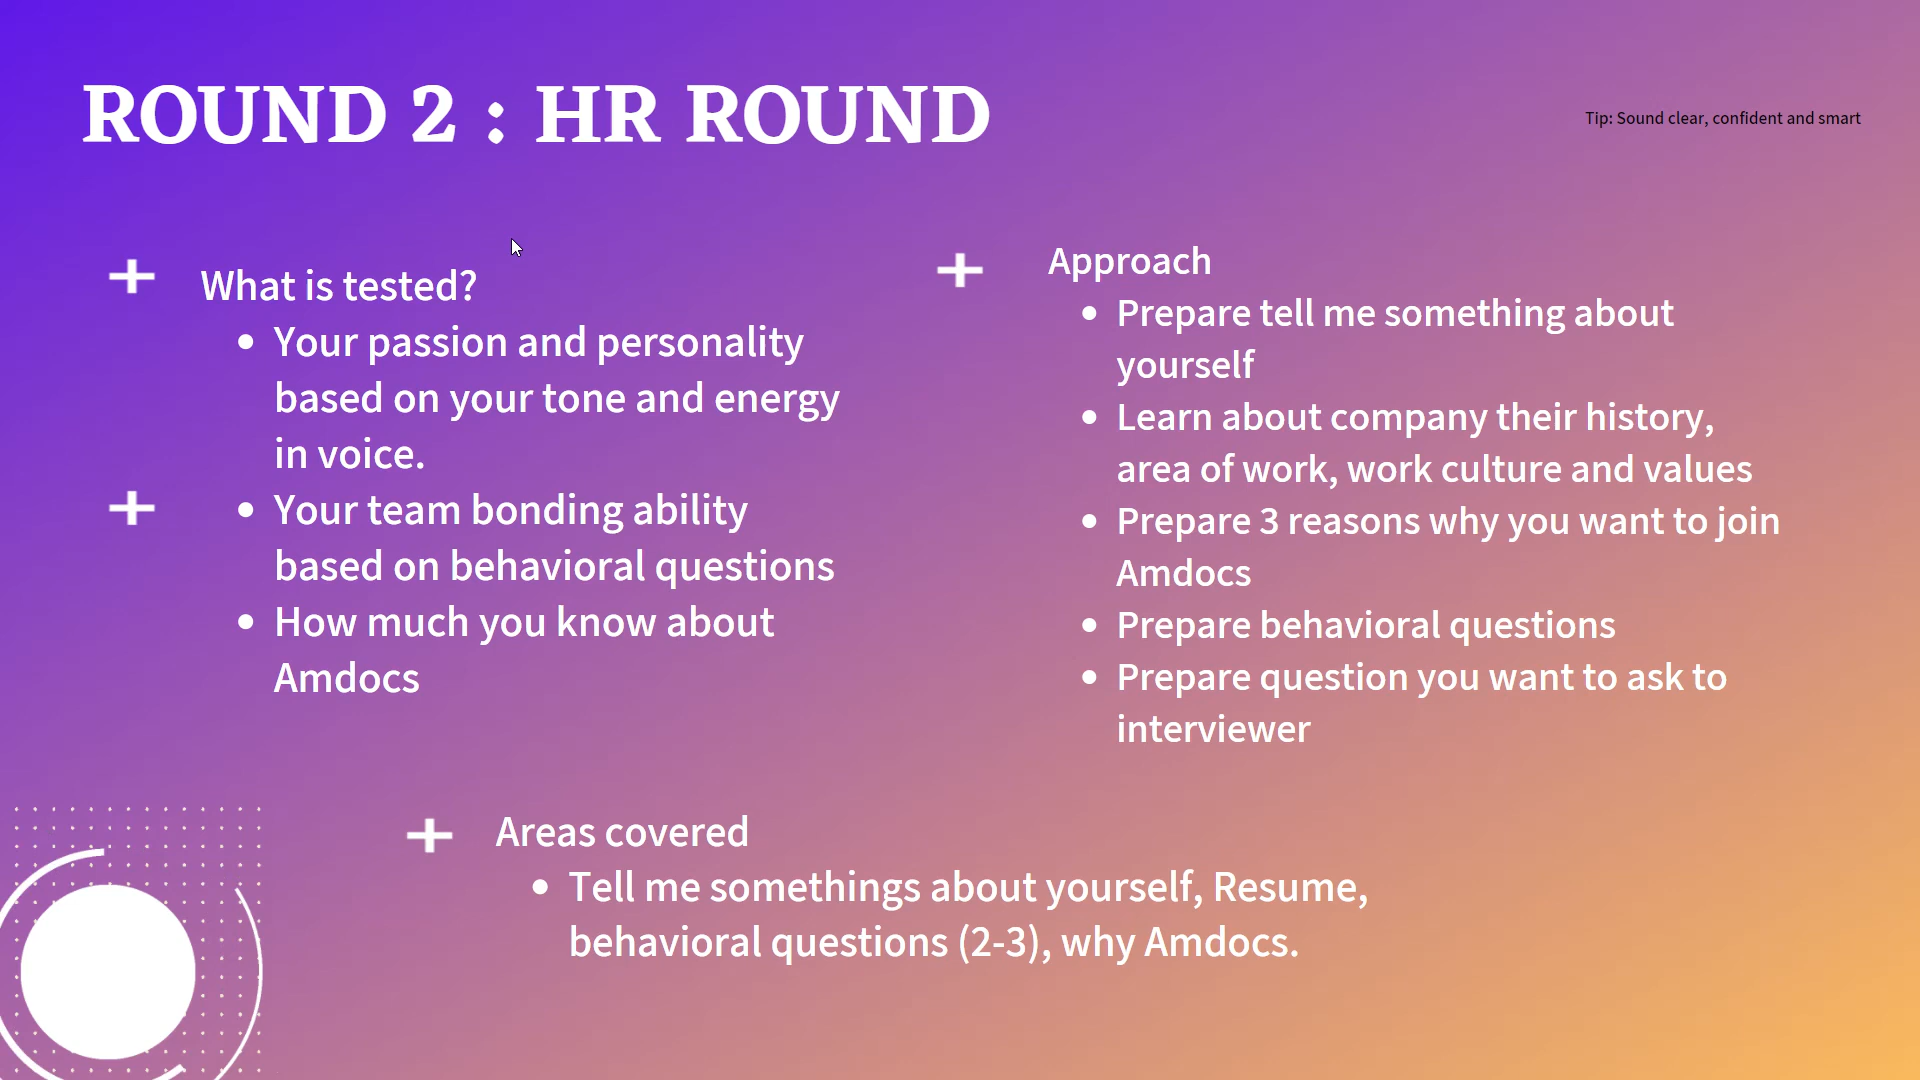 ROUND 2 : HR ROUND
Tip: Sound clear, confident and smart
What is tested?
• Your passion and personality
based on your tone and energy
in voice.
• Your team bonding ability
based on behavioral questions
• How much you know about
Amdocs
Approach
• Prepare tell me something about
yourself
• Learn about company their history,
area of work, work culture and values
• Prepare 3 reasons why you want to join
Amdocs
• Prepare behavioral questions
• Prepare question you want to ask to
interviewer
Areas covered
• Tell me somethings about yourself, Resume,
behavioral questions (2-3), why Amdocs.